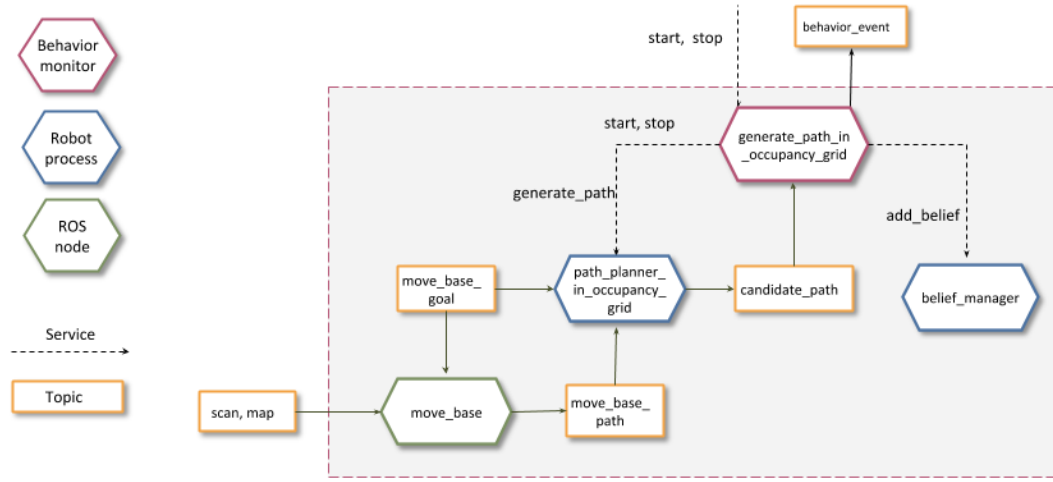 Behavior
monitor
Robot
process
ROS
node
Service
Topic
start, stop
behavior_event
start, stop
generate_path_in
_occupancy_grid
generate_path
add_belief
move_base_
goal
path_planner_
in_occupancy_
grid
candidate_path
belief_manager
scan, map
move_base
move_base_
path